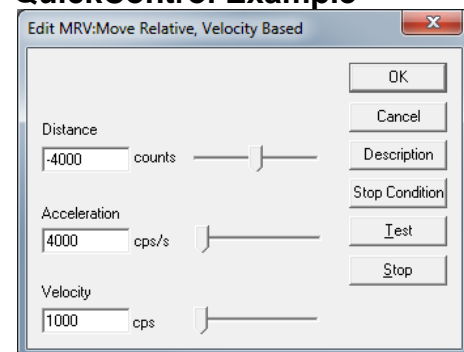 QuickControl Example
Edit MRV:Move Relative, Velocity Based
OK
Cancel
Distance
-4000 counts
Description
Stop Condition
Acceleration
4000 cps/s
Test
Stop
Velocity
1000 cps